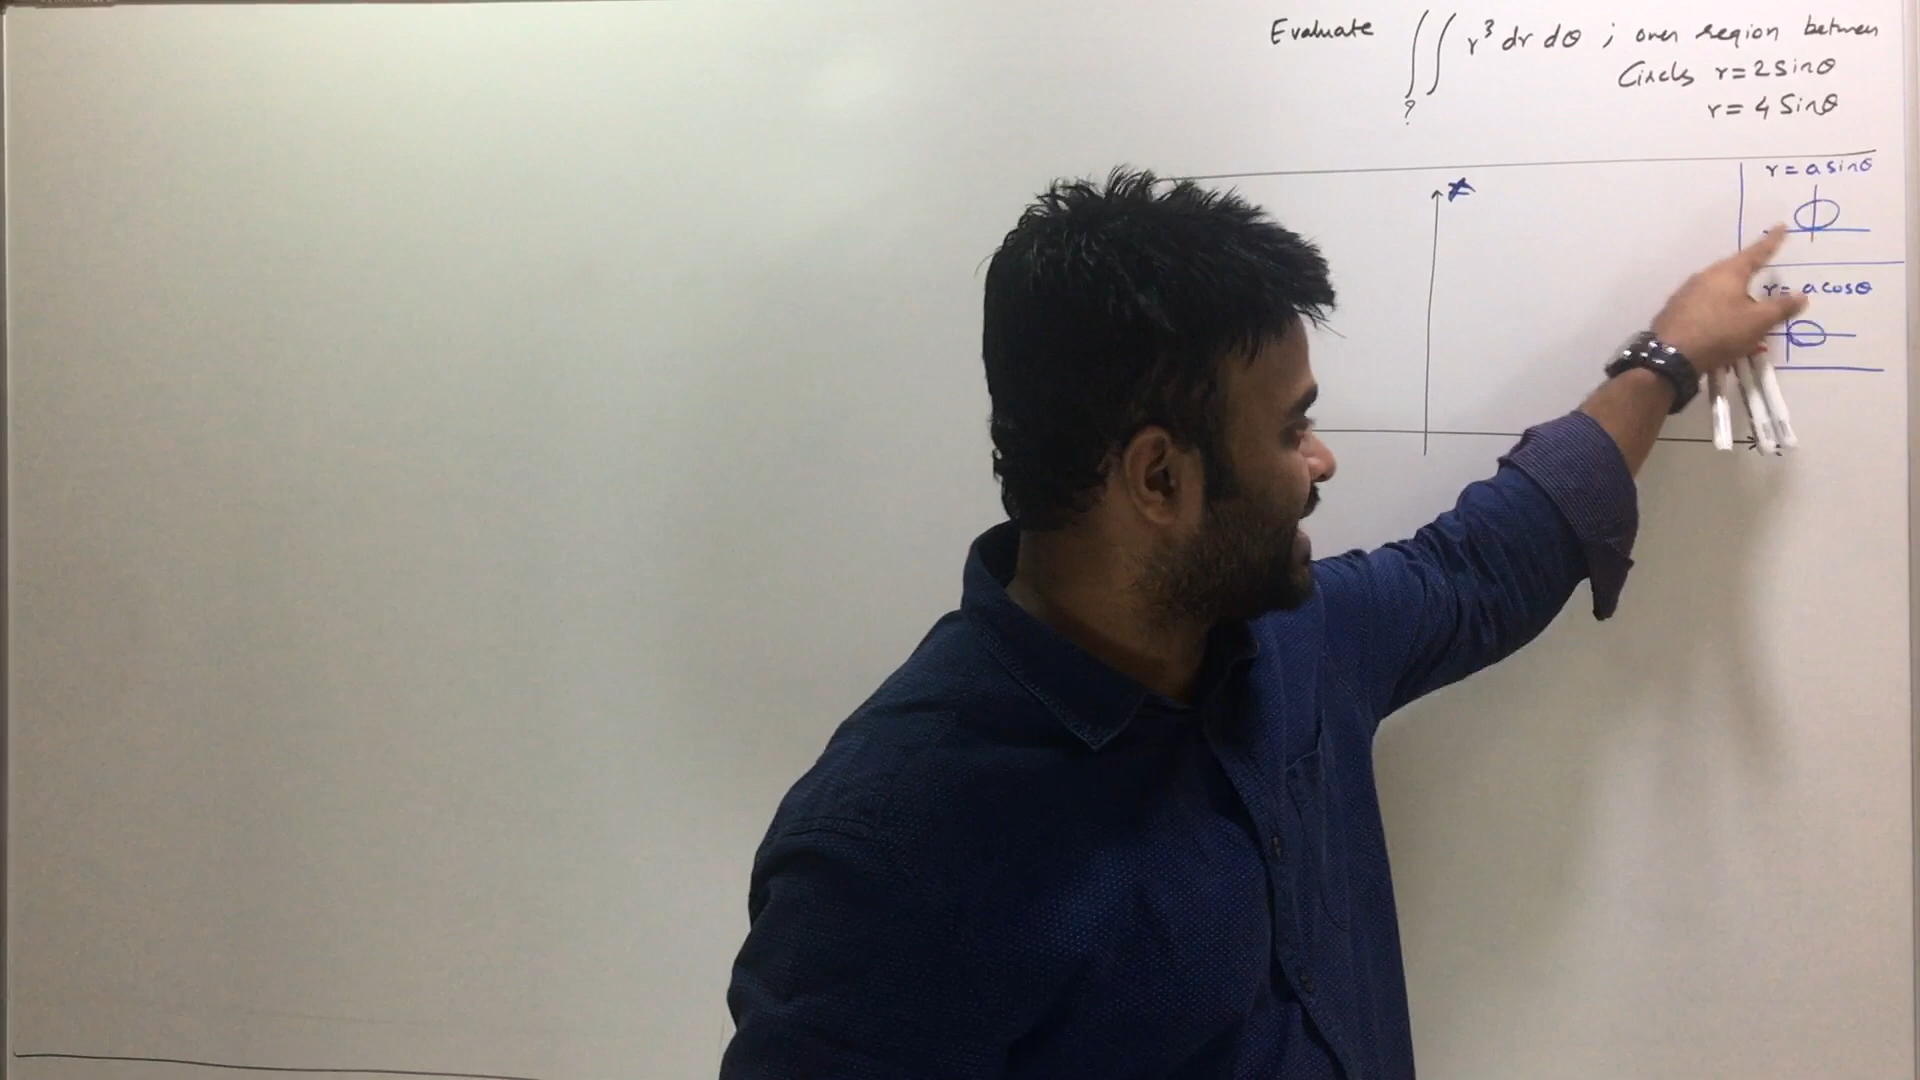 Evaluate ∬ r³ dr dθ ; over region between
?
Circles r = 2 Sinθ
r = 4 Sinθ
r = a sinθ
r = a cosθ